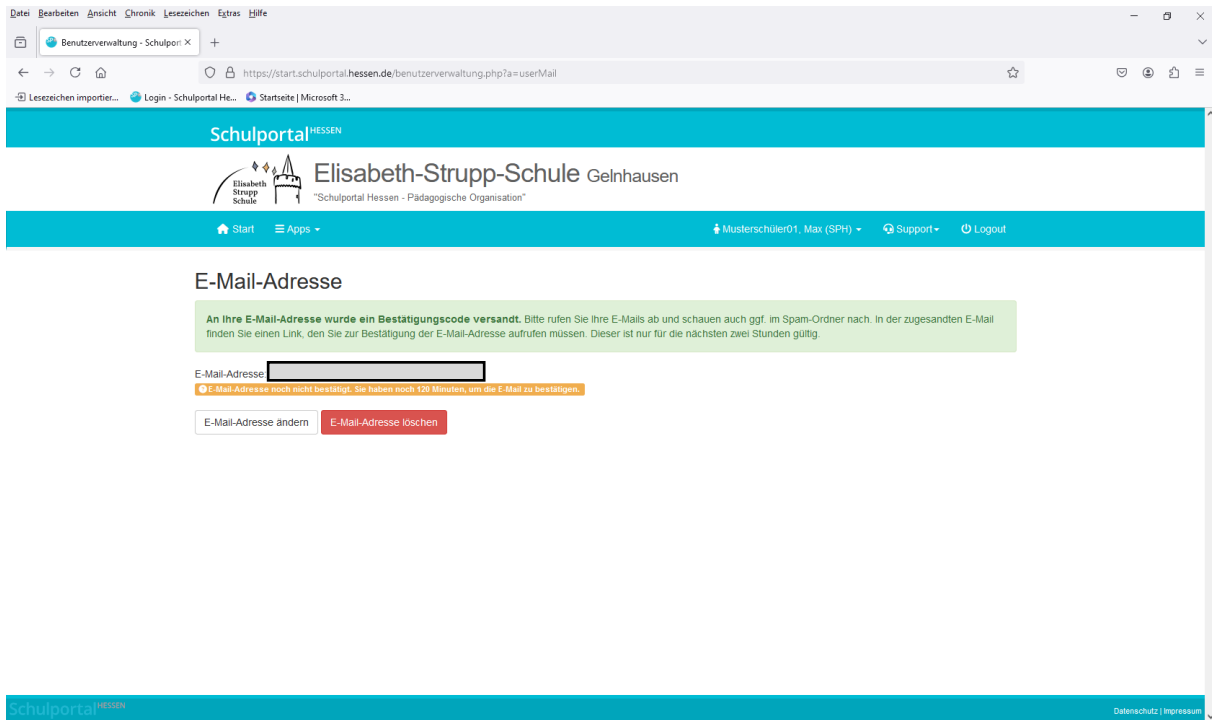 Datei Bearbeiten Ansicht Chronik Lesezeichen Extras Hilfe
Benutzerverwaltung - Schulport
https://start.schulportal.hessen.de/benutzerverwaltung.php?a=userMail
Lesezeichen importier... Login - Schulportal He... Startseite | Microsoft 3...
Schulportal HESSEN
Elisabeth
Strupp
Schule
Elisabeth-Strupp-Schule Gelnhausen
"Schulportal Hessen - Pädagogische Organisation"
Start Apps Musterschüler01, Max (SPH) Support Logout
E-Mail-Adresse
An Ihre E-Mail-Adresse wurde ein Bestätigungscode versandt. Bitte rufen Sie Ihre E-Mails ab und schauen auch ggf. im Spam-Ordner nach. In der zugesandten E-Mail
finden Sie einen Link, den Sie zur Bestätigung der E-Mail-Adresse aufrufen müssen. Dieser ist nur für die nächsten zwei Stunden gültig.
E-Mail-Adresse:
E-Mail-Adresse noch nicht bestätigt. Sie haben noch 120 Minuten, um die E-Mail zu bestätigen.
E-Mail-Adresse ändern E-Mail-Adresse löschen
Schulportal HESSEN
Datenschutz | Impressum